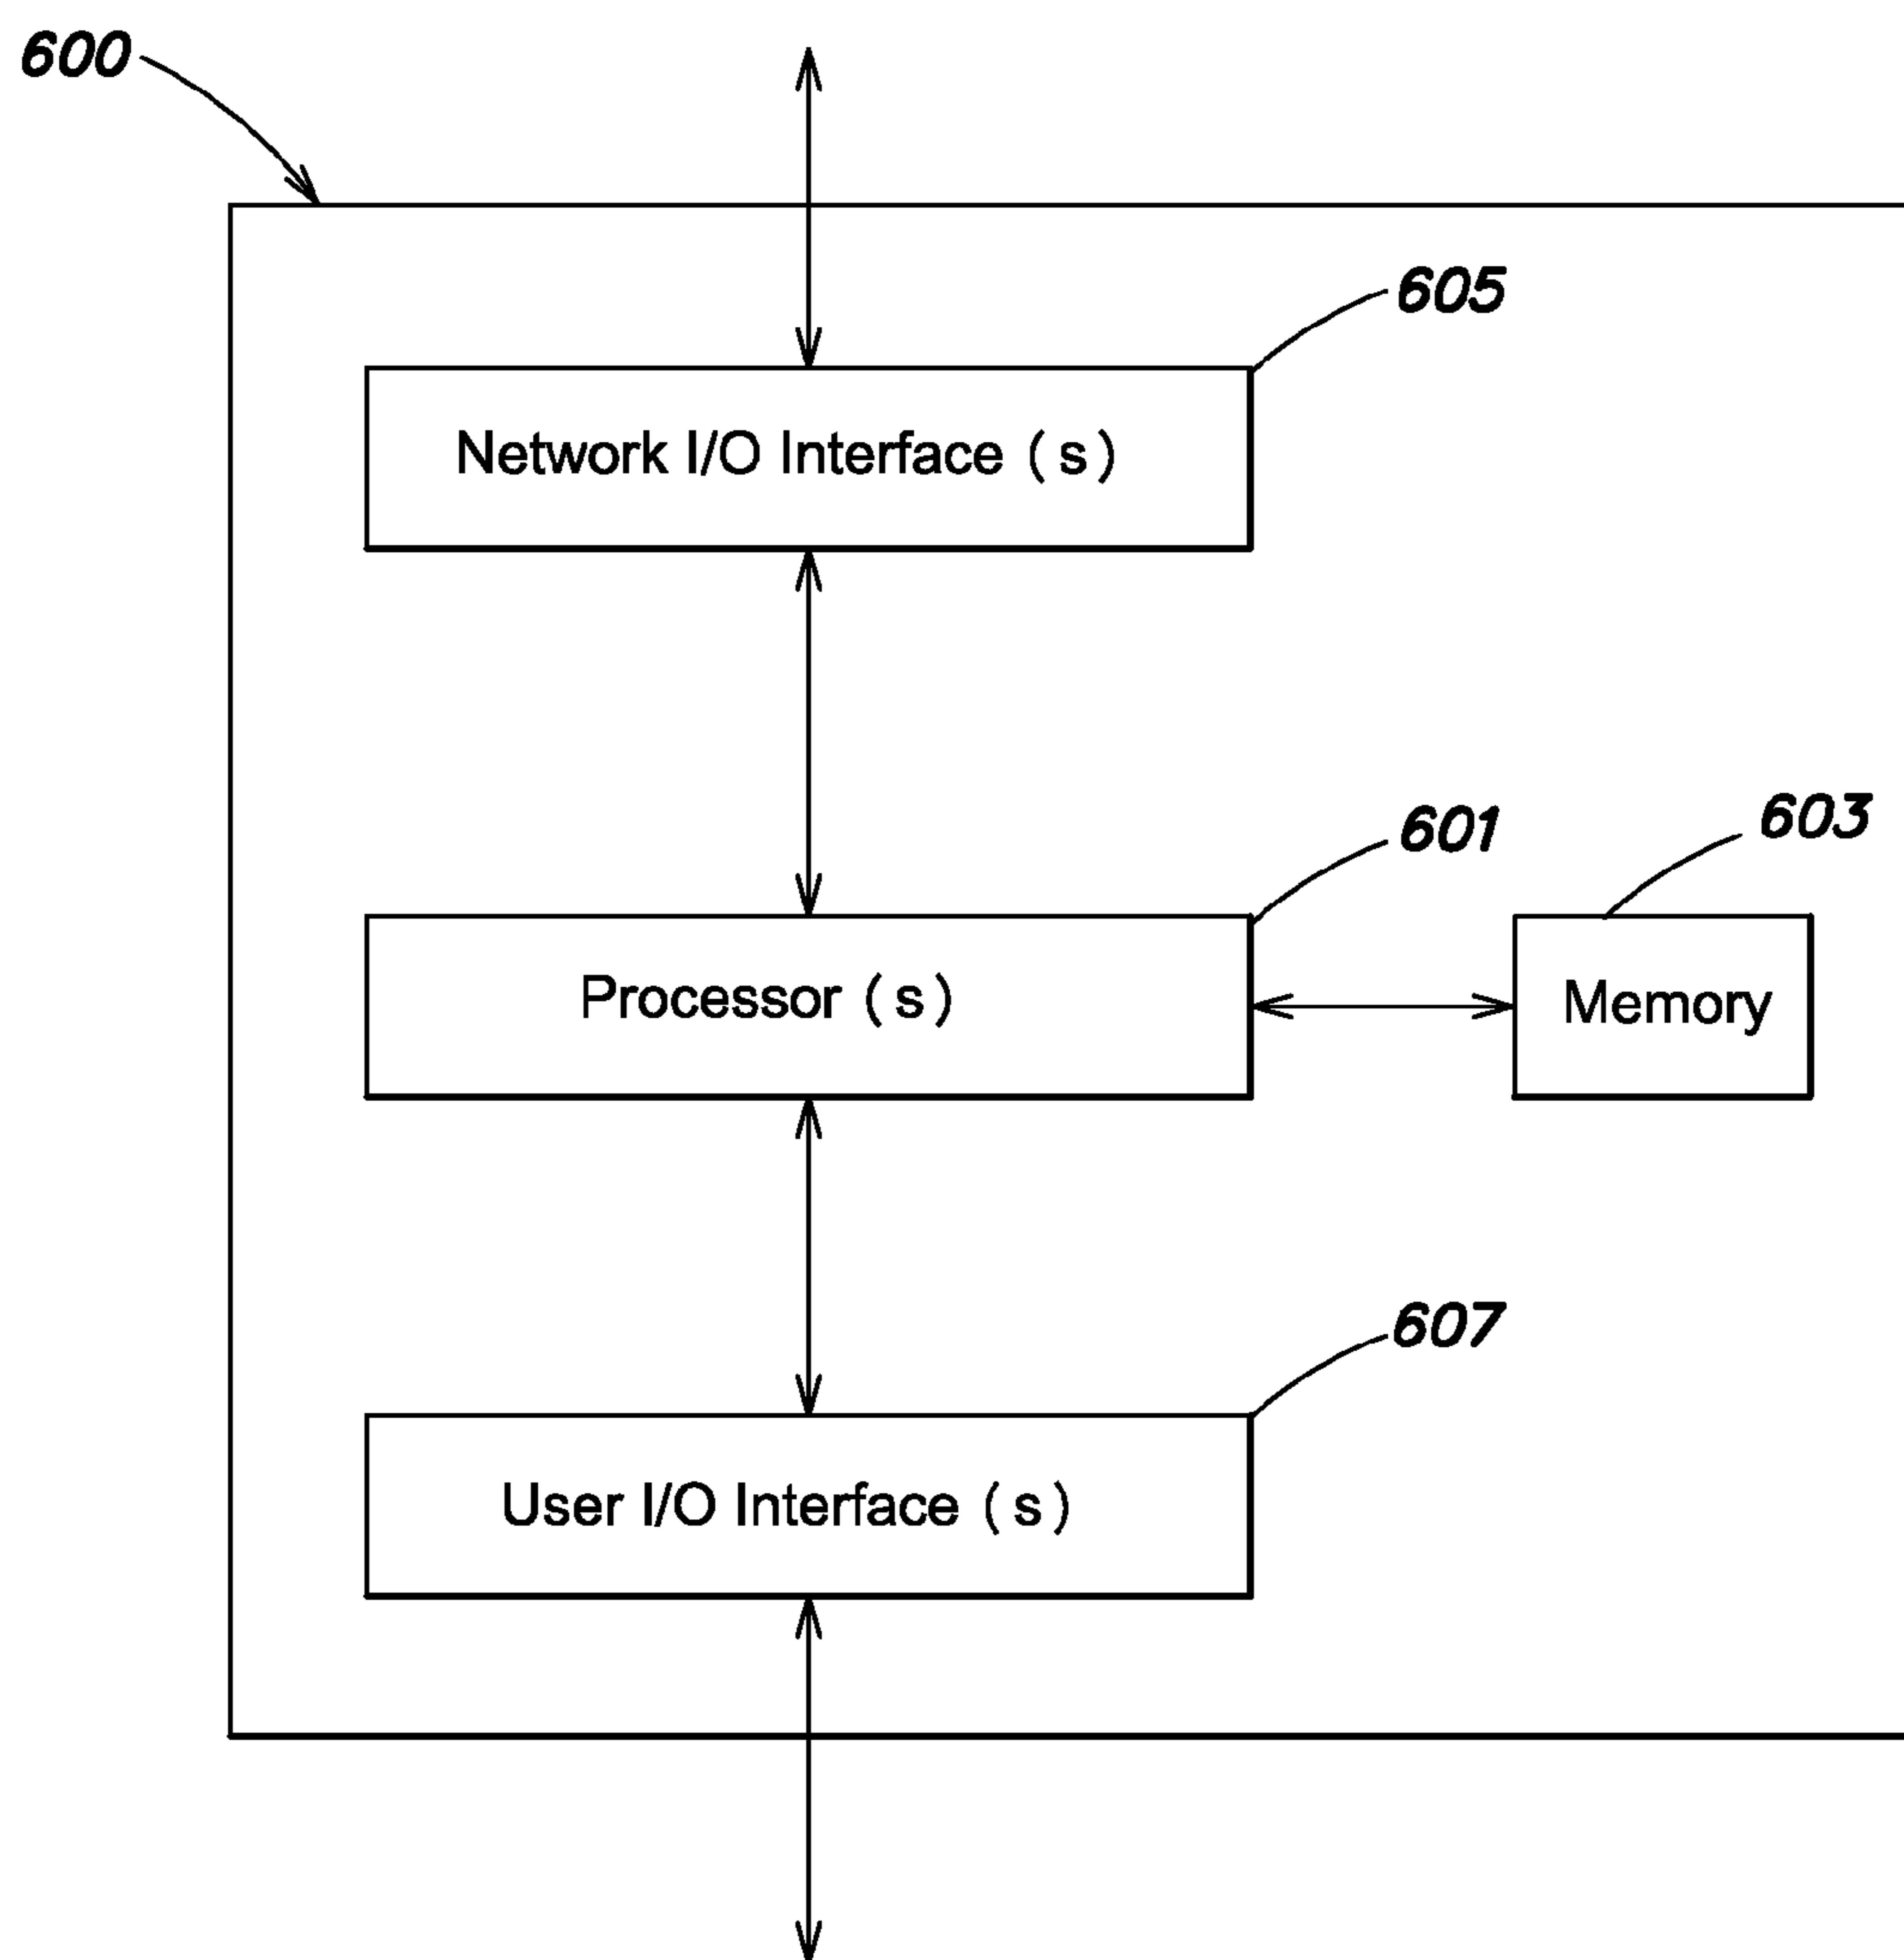 600
605
Network I/O Interface (s)
601
603
Processor (s)
Memory
607
User I/O Interface (s)